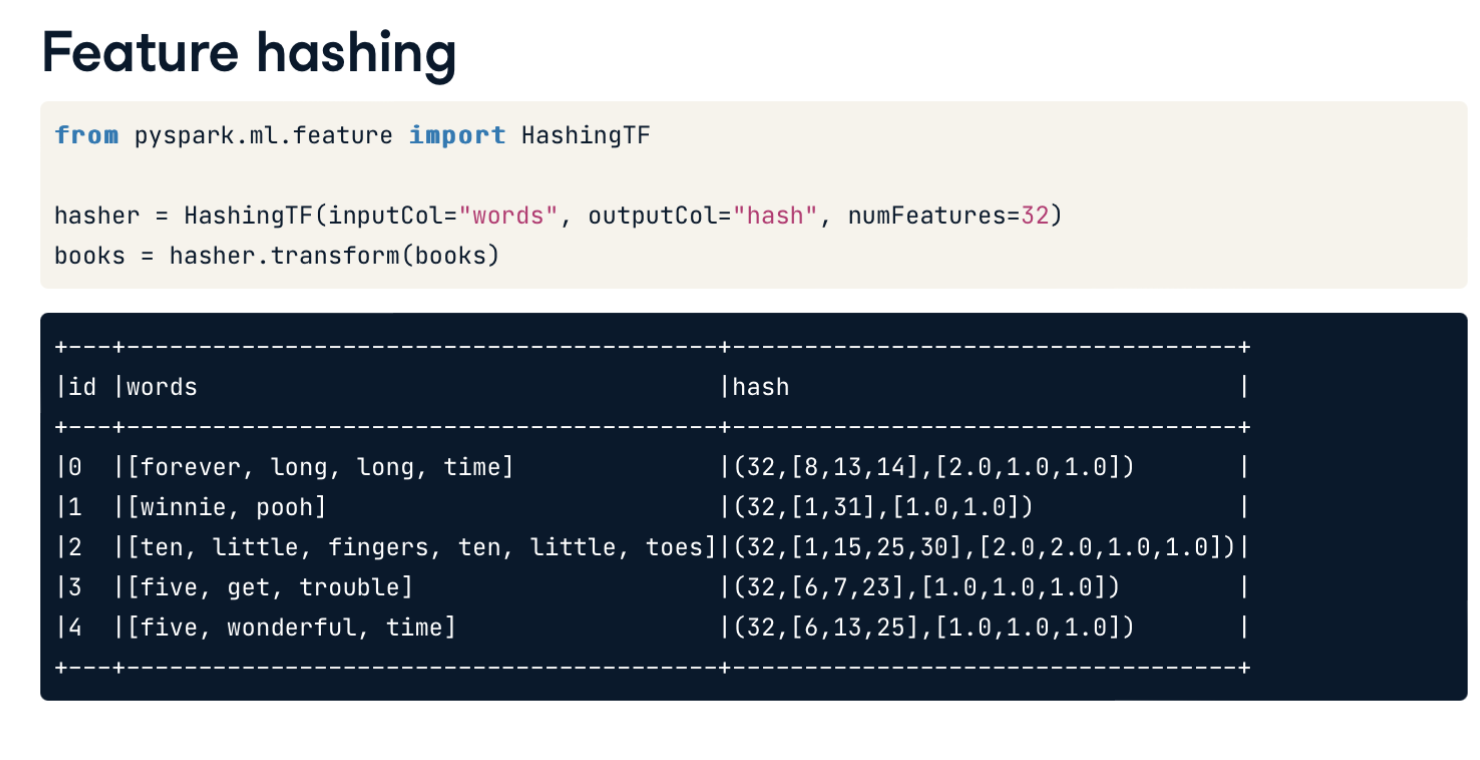 Feature hashing
from pyspark.ml.feature import HashingTF
hasher = HashingTF(inputCol="words", outputCol="hash", numFeatures=32)
books = hasher.transform(books)
+---+-----------------------------------------+-----------------------------------+
|id |words                                    |hash                               |
+---+-----------------------------------------+-----------------------------------+
|0  |[forever, long, long, time]              |(32,[8,13,14],[2.0,1.0,1.0])       |
|1  |[winnie, pooh]                           |(32,[1,31],[1.0,1.0])              |
|2  |[ten, little, fingers, ten, little, toes]|(32,[1,15,25,30],[2.0,2.0,1.0,1.0])|
|3  |[five, get, trouble]                     |(32,[6,7,23],[1.0,1.0,1.0])        |
|4  |[five, wonderful, time]                  |(32,[6,13,25],[1.0,1.0,1.0])       |
+---+-----------------------------------------+-----------------------------------+